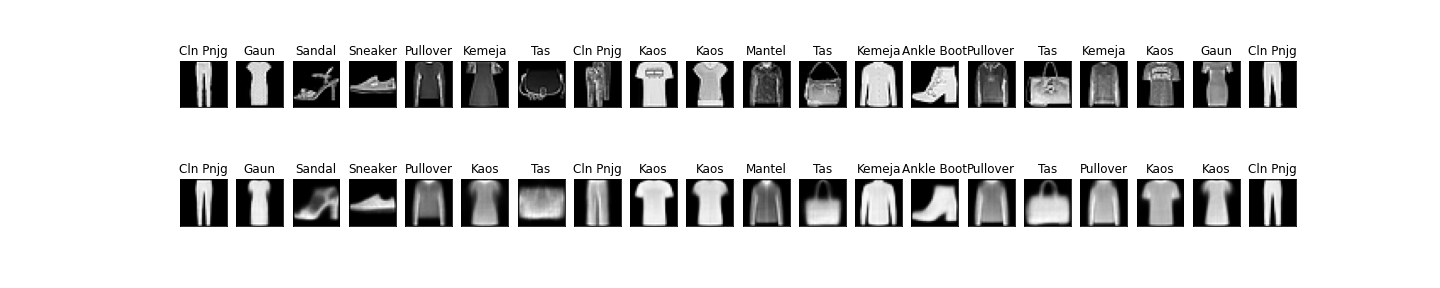 Cln Pnjg Gaun Sandal Sneaker Pullover Kemeja Tas Cln Pnjg Kaos Kaos Mantel Tas Kemeja Ankle Boot Pullover Tas Kemeja Kaos Gaun Cln Pnjg
Cln Pnjg Gaun Sandal Sneaker Pullover Kaos Tas Cln Pnjg Kaos Kaos Mantel Tas Kemeja Ankle Boot Pullover Tas Pullover Kaos Kaos Cln Pnjg